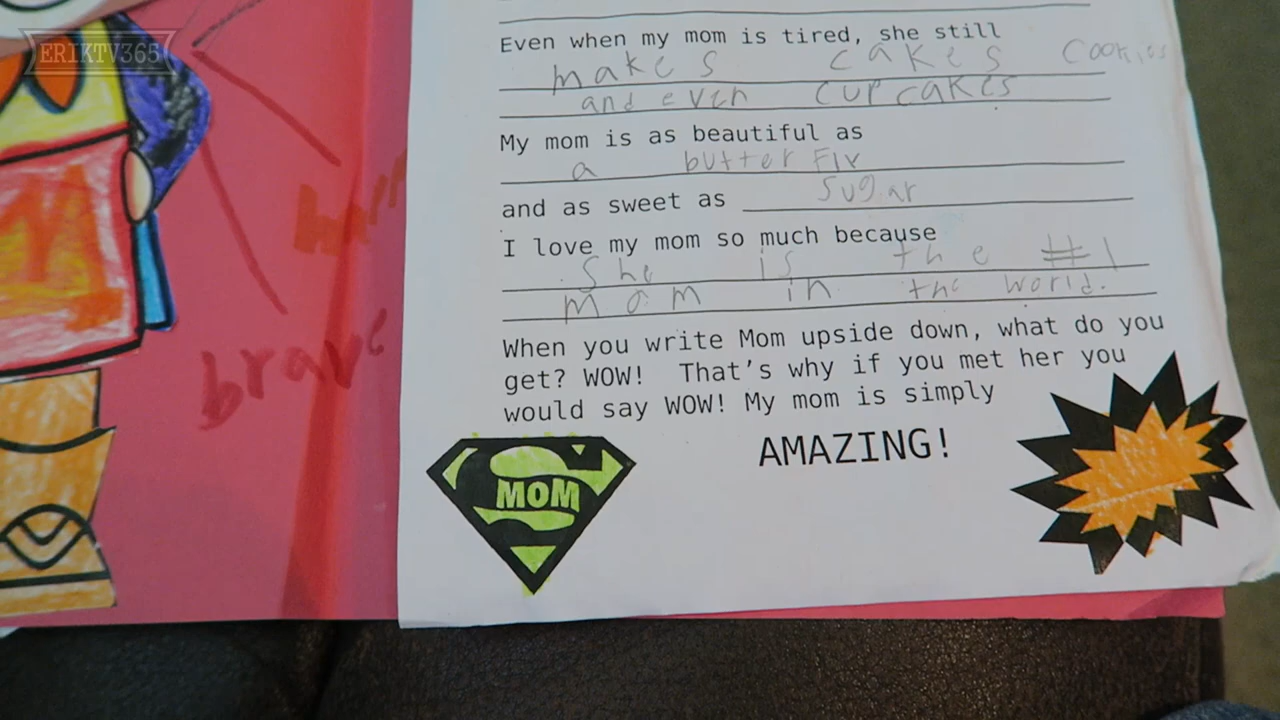 ERIKTV365
Even when my mom is tired, she still
makes cakes cookies
and even cupcakes
My mom is as beautiful as
a butterFly
and as sweet as sugar
I love my mom so much because
She is the #1
mom in the world.
When you write Mom upside down, what do you
get? WOW! That's why if you met her you
would say WOW! My mom is simply
AMAZING!
MOM
brave